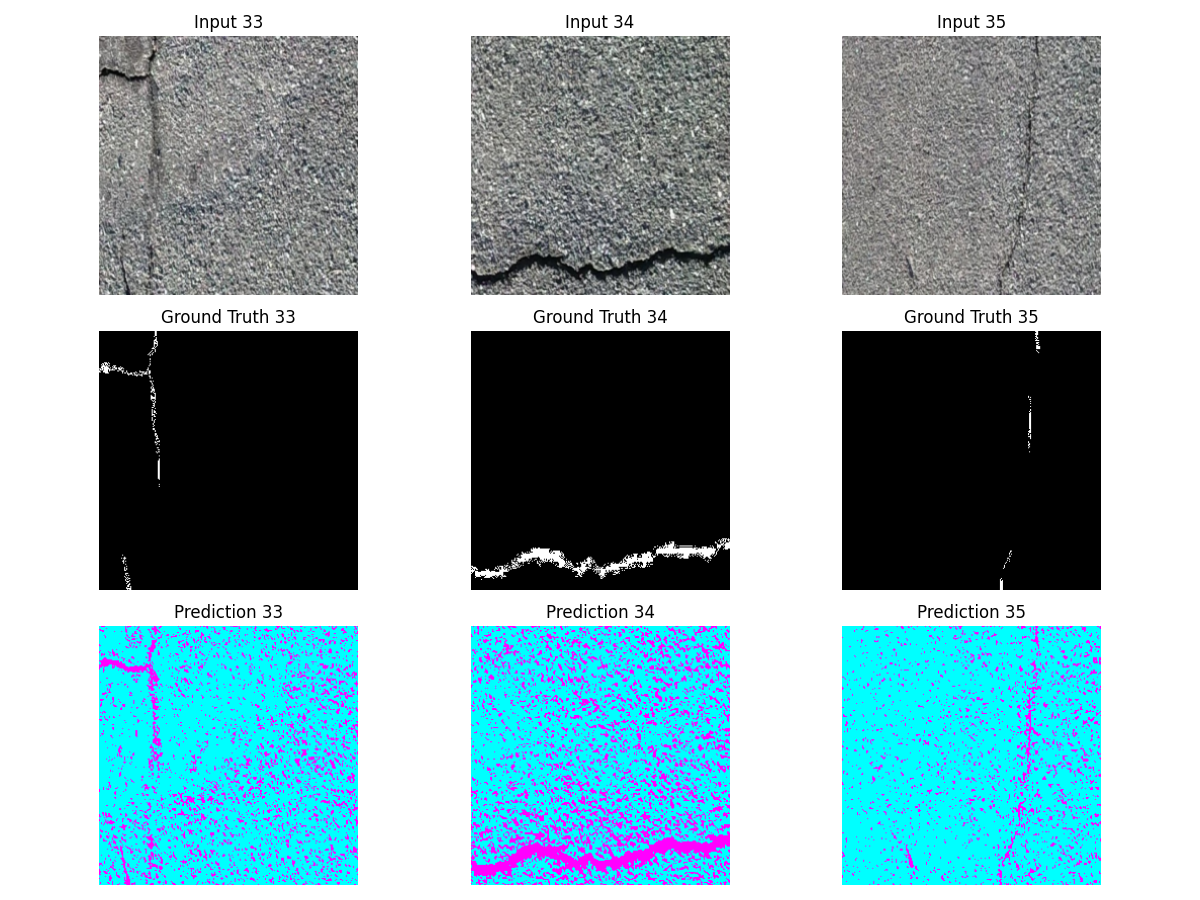 Input 33
Input 34
Input 35
Ground Truth 33
Ground Truth 34
Ground Truth 35
Prediction 33
Prediction 34
Prediction 35